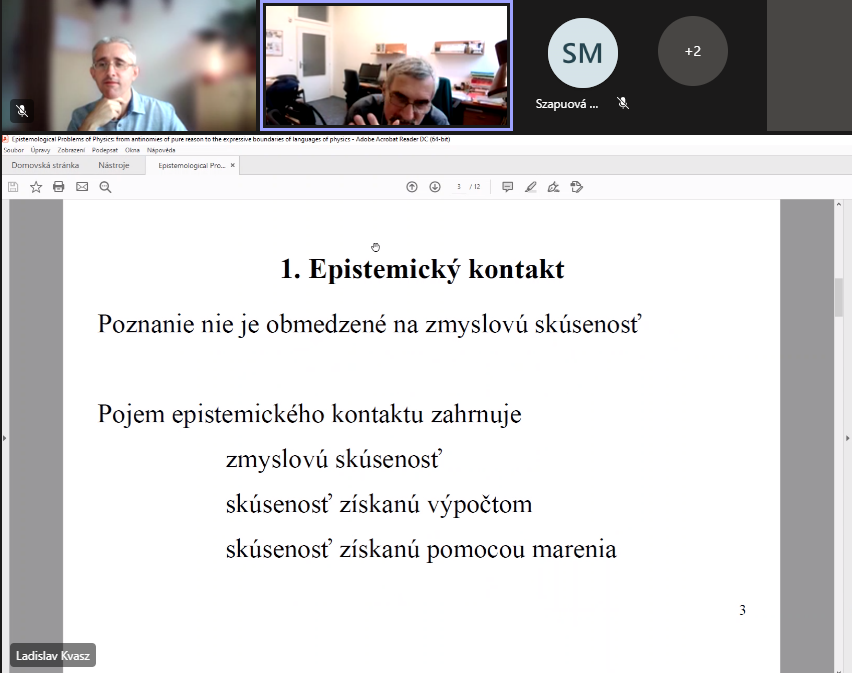 SM
+2
Szapuová ...
Epistemological Problems of Physics: from antinomies of pure reason to the expressive boundaries of languages of physics - Adobe Acrobat Reader DC (64-bit)
Soubor Úpravy Zobrazení Podepsat Okna Nápověda
Domovská stránka Nástroje Epistemological Pro... ×
3 / 12
1. Epistemický kontakt
Poznanie nie je obmedzené na zmyslovú skúsenosť
Pojem epistemického kontaktu zahrnuje
zmyslovú skúsenosť
skúsenosť získanú výpočtom
skúsenosť získanú pomocou marenia
3
Ladislav Kvasz